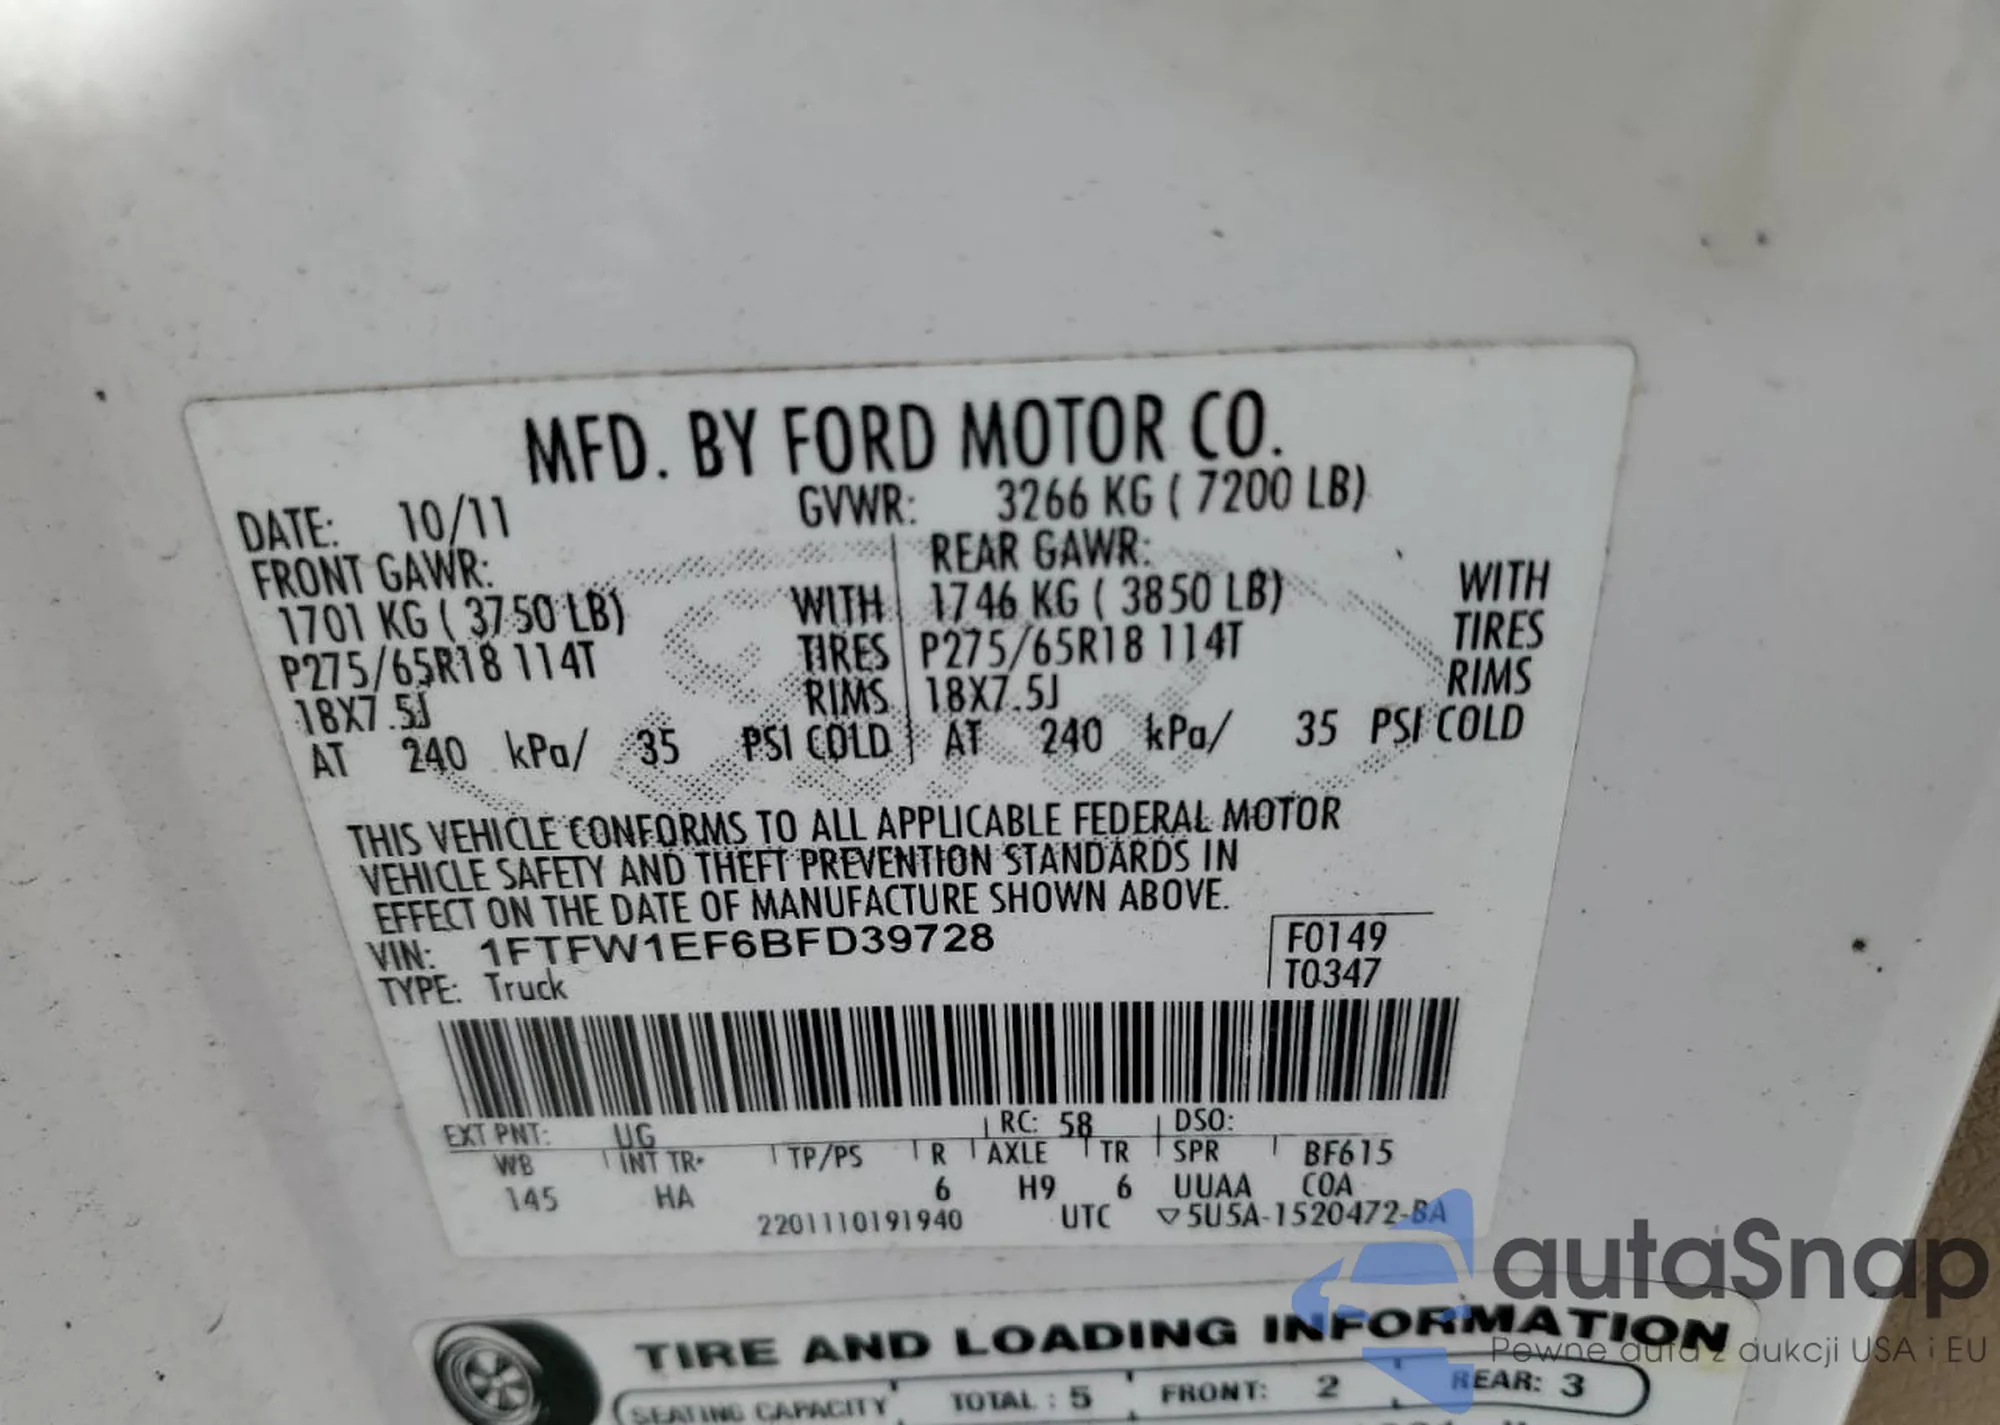 MFD. BY FORD MOTOR CO.
DATE: 10/11 GVWR: 3266 KG ( 7200 LB)
FRONT GAWR: REAR GAWR:
1701 KG ( 3750 LB) WITH 1746 KG ( 3850 LB) WITH
P275/65R18 114T TIRES P275/65R18 114T TIRES
18X7.5J RIMS 18X7.5J RIMS
AT 240 kPa/ 35 PSI COLD AT 240 kPa/ 35 PSI COLD
THIS VEHICLE CONFORMS TO ALL APPLICABLE FEDERAL MOTOR
VEHICLE SAFETY AND THEFT PREVENTION STANDARDS IN
EFFECT ON THE DATE OF MANUFACTURE SHOWN ABOVE.
VIN: 1FTFW1EF6BFD39728 F0149
TYPE: Truck T0347
EXT PNT: UG RC: 58 DSO:
WB INT TR TP/PS R AXLE TR SPR BF615
145 HA 6 H9 6 UUAA COA
2201110191940 UTC ▽5U5A-1520472-BA
autaSnap
Pewne auta z aukcji USA i EU
TIRE AND LOADING INFORMATION
SEATING CAPACITY TOTAL : 5 FRONT: 2 REAR: 3